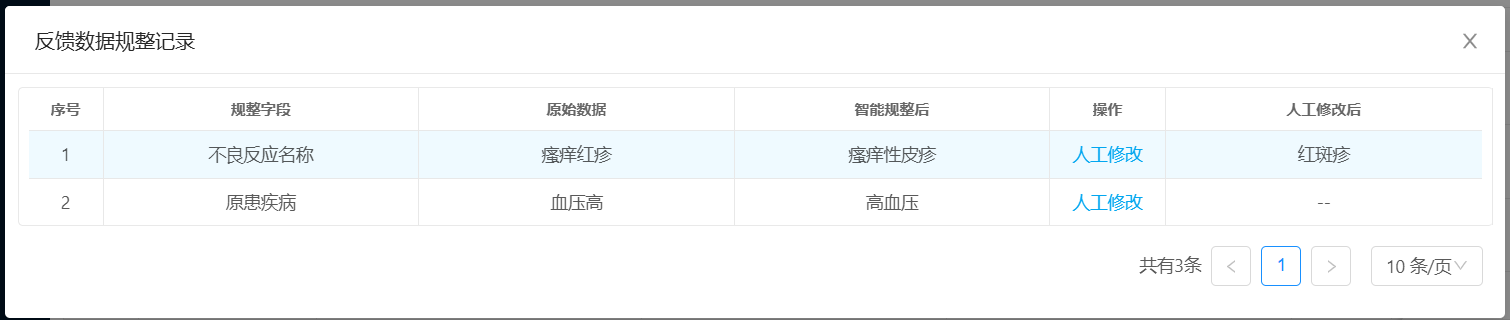 反馈数据规整记录
序号 规整字段 原始数据 智能规整后 操作 人工修改后
1 不良反应名称 瘙痒红疹 瘙痒性皮疹 人工修改 红斑疹
2 原患疾病 血压高 高血压 人工修改 --
共有3条 < 1 > 10 条/页